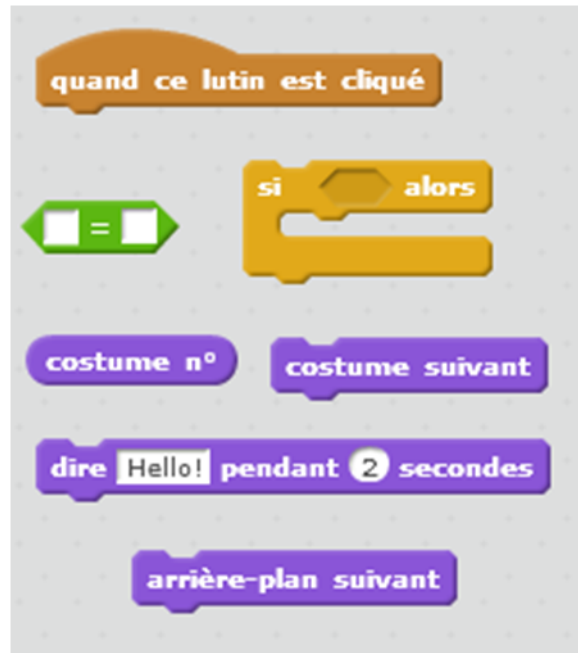 quand ce lutin est cliqué
si alors
=
costume n°
costume suivant
dire Hello! pendant 2 secondes
arrière-plan suivant